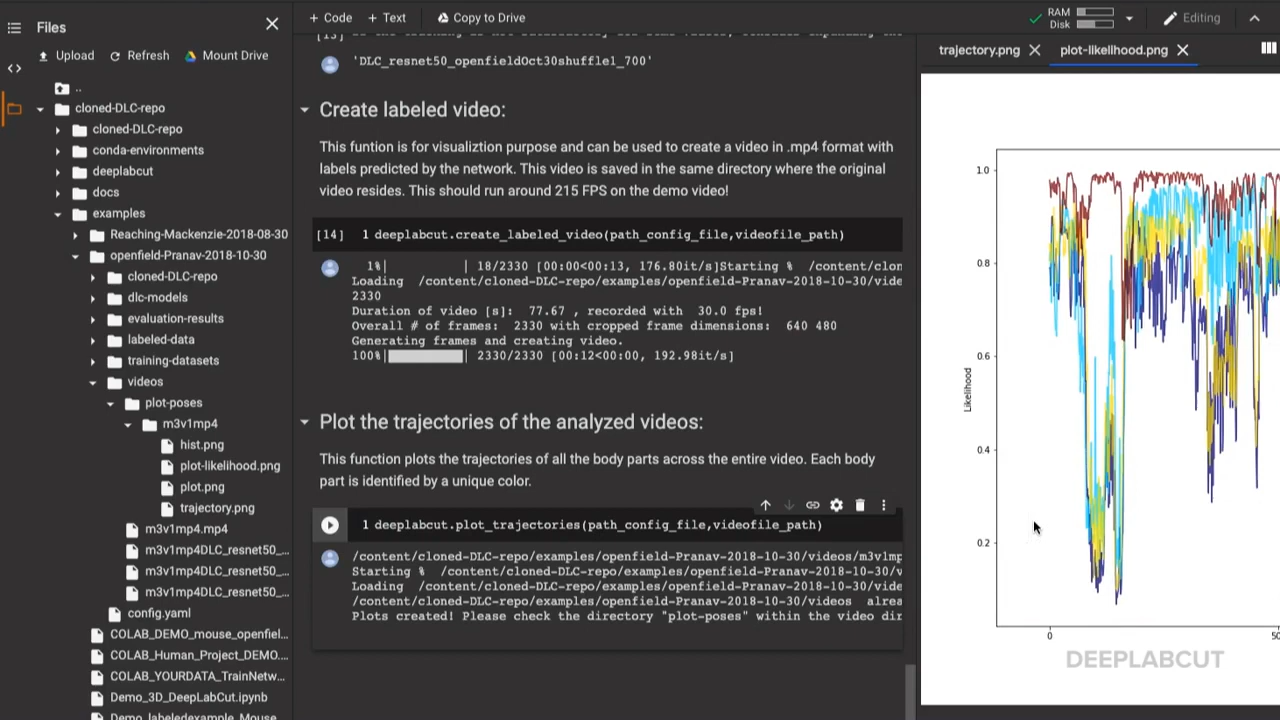 Files
Upload
Refresh
Mount Drive
..
cloned-DLC-repo
cloned-DLC-repo
conda-environments
deeplabcut
docs
examples
Reaching-Mackenzie-2018-08-30
openfield-Pranav-2018-10-30
cloned-DLC-repo
dlc-models
evaluation-results
labeled-data
training-datasets
videos
plot-poses
m3v1mp4
hist.png
plot-likelihood.png
plot.png
trajectory.png
m3v1mp4.mp4
m3v1mp4DLC_resnet50_...
m3v1mp4DLC_resnet50_...
m3v1mp4DLC_resnet50_...
config.yaml
COLAB_DEMO_mouse_openfiel...
COLAB_Human_Project_DEMO....
COLAB_YOURDATA_TrainNetw...
Demo_3D_DeepLabCut.ipynb
Demo_labeledexample_Mouse
+ Code + Text Copy to Drive
RAM
Disk
Editing
'DLC_resnet50_openfieldOct30shuffle1_700'
Create labeled video:
This funtion is for visualiztion purpose and can be used to create a video in .mp4 format with
labels predicted by the network. This video is saved in the same directory where the original
video resides. This should run around 215 FPS on the demo video!
[14] 1 deeplabcut.create_labeled_video(path_config_file,videofile_path)
1%| | 18/2330 [00:00<00:13, 176.80it/s]Starting % /content/clon
Loading /content/cloned-DLC-repo/examples/openfield-Pranav-2018-10-30/vide
2330
Duration of video [s]: 77.67 , recorded with 30.0 fps!
Overall # of frames: 2330 with cropped frame dimensions: 640 480
Generating frames and creating video.
100%| | 2330/2330 [00:12<00:00, 192.98it/s]
Plot the trajectories of the analyzed videos:
This function plots the trajectories of all the body parts across the entire video. Each body
part is identified by a unique color.
1 deeplabcut.plot_trajectories(path_config_file,videofile_path)
/content/cloned-DLC-repo/examples/openfield-Pranav-2018-10-30/videos/m3v1mp
Starting % /content/cloned-DLC-repo/examples/openfield-Pranav-2018-10-30/v
Loading /content/cloned-DLC-repo/examples/openfield-Pranav-2018-10-30/vide
/content/cloned-DLC-repo/examples/openfield-Pranav-2018-10-30/videos alrea
Plots created! Please check the directory "plot-poses" within the video dir
trajectory.png
plot-likelihood.png
1.0
0.8
0.6
0.4
0.2
Likelihood
0
50
DEEPLABCUT